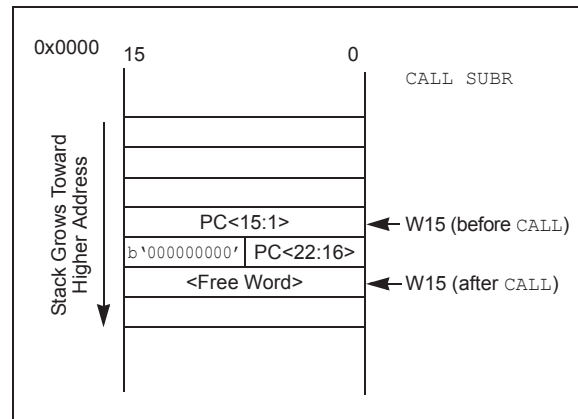 0x0000
15
0
CALL SUBR
Stack Grows Toward
Higher Address
PC<15:1>
W15 (before CALL)
b‘000000000’
PC<22:16>
<Free Word>
W15 (after CALL)